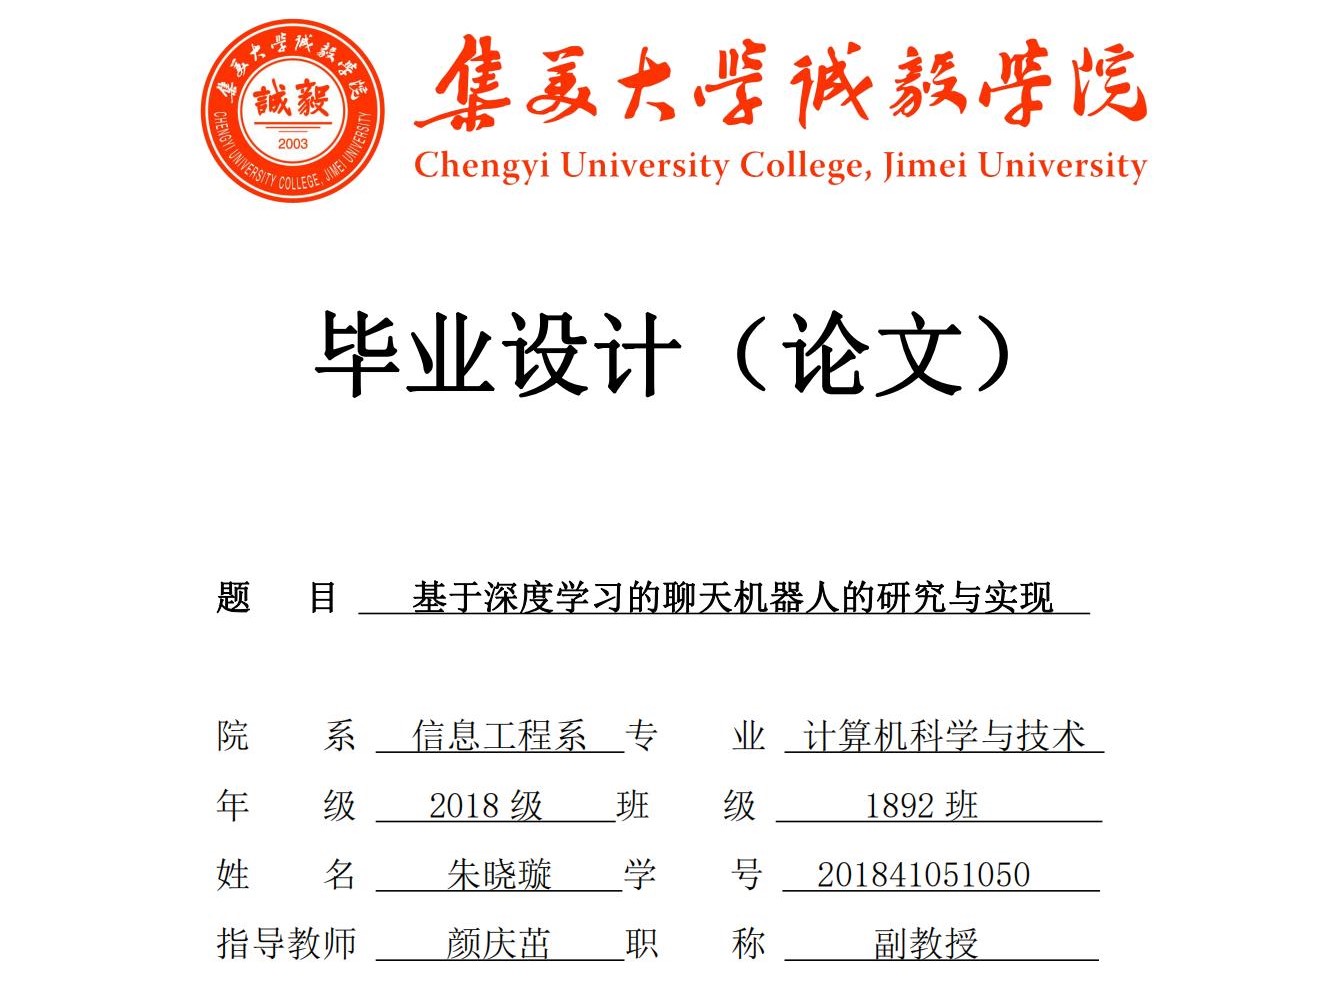 集美大学诚毅学院
誠毅
2003
CHENGYI UNIVERSITY COLLEGE, JIMEI UNIVERSITY
集美大学诚毅学院
Chengyi University College, Jimei University
毕业设计（论文）
题 目 基于深度学习的聊天机器人的研究与实现
院 系 信息工程系 专 业 计算机科学与技术
年 级 2018 级 班 级 1892 班
姓 名 朱晓璇 学 号 201841051050
指导教师 颜庆茁 职 称 副教授